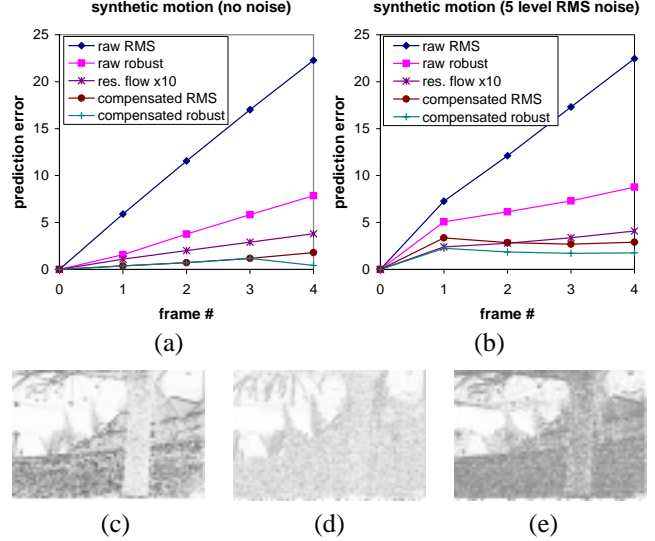 synthetic motion (no noise)
25
20
15
10
5
0
prediction error
raw RMS
raw robust
res. flow x10
compensated RMS
compensated robust
0 1 2 3 4
frame #
(a)
synthetic motion (5 level RMS noise)
25
20
15
10
5
0
prediction error
raw RMS
raw robust
res. flow x10
compensated RMS
compensated robust
0 1 2 3 4
frame #
(b)
(c) (d) (e)